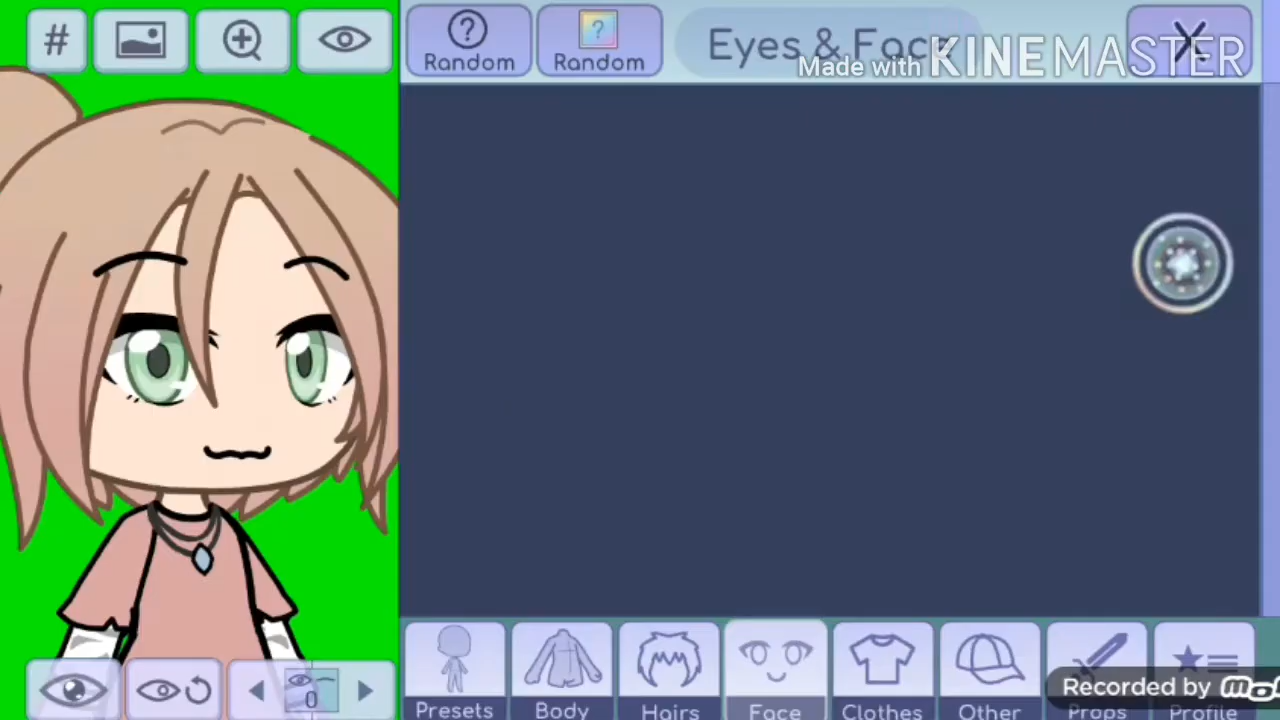 #
? Random
? Random
Eyes & Face
X
Made with KINEMASTER
0
Presets
Body
Hairs
Face
Clothes
Other
Props
Profile
Recorded by